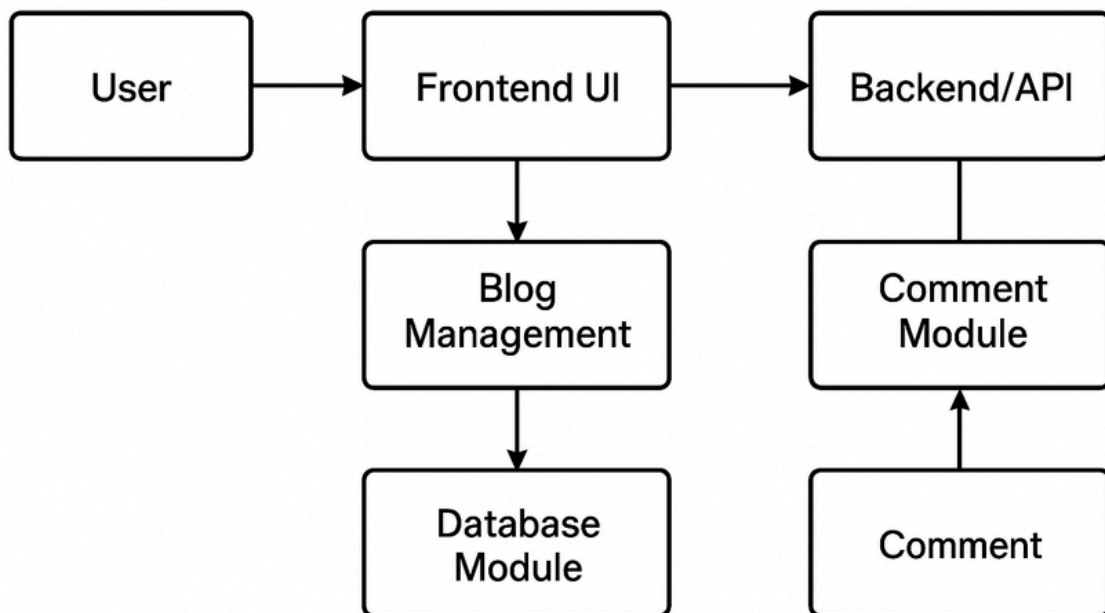 User
Frontend UI
Backend/API
Blog
Management
Comment
Module
Database
Module
Comment